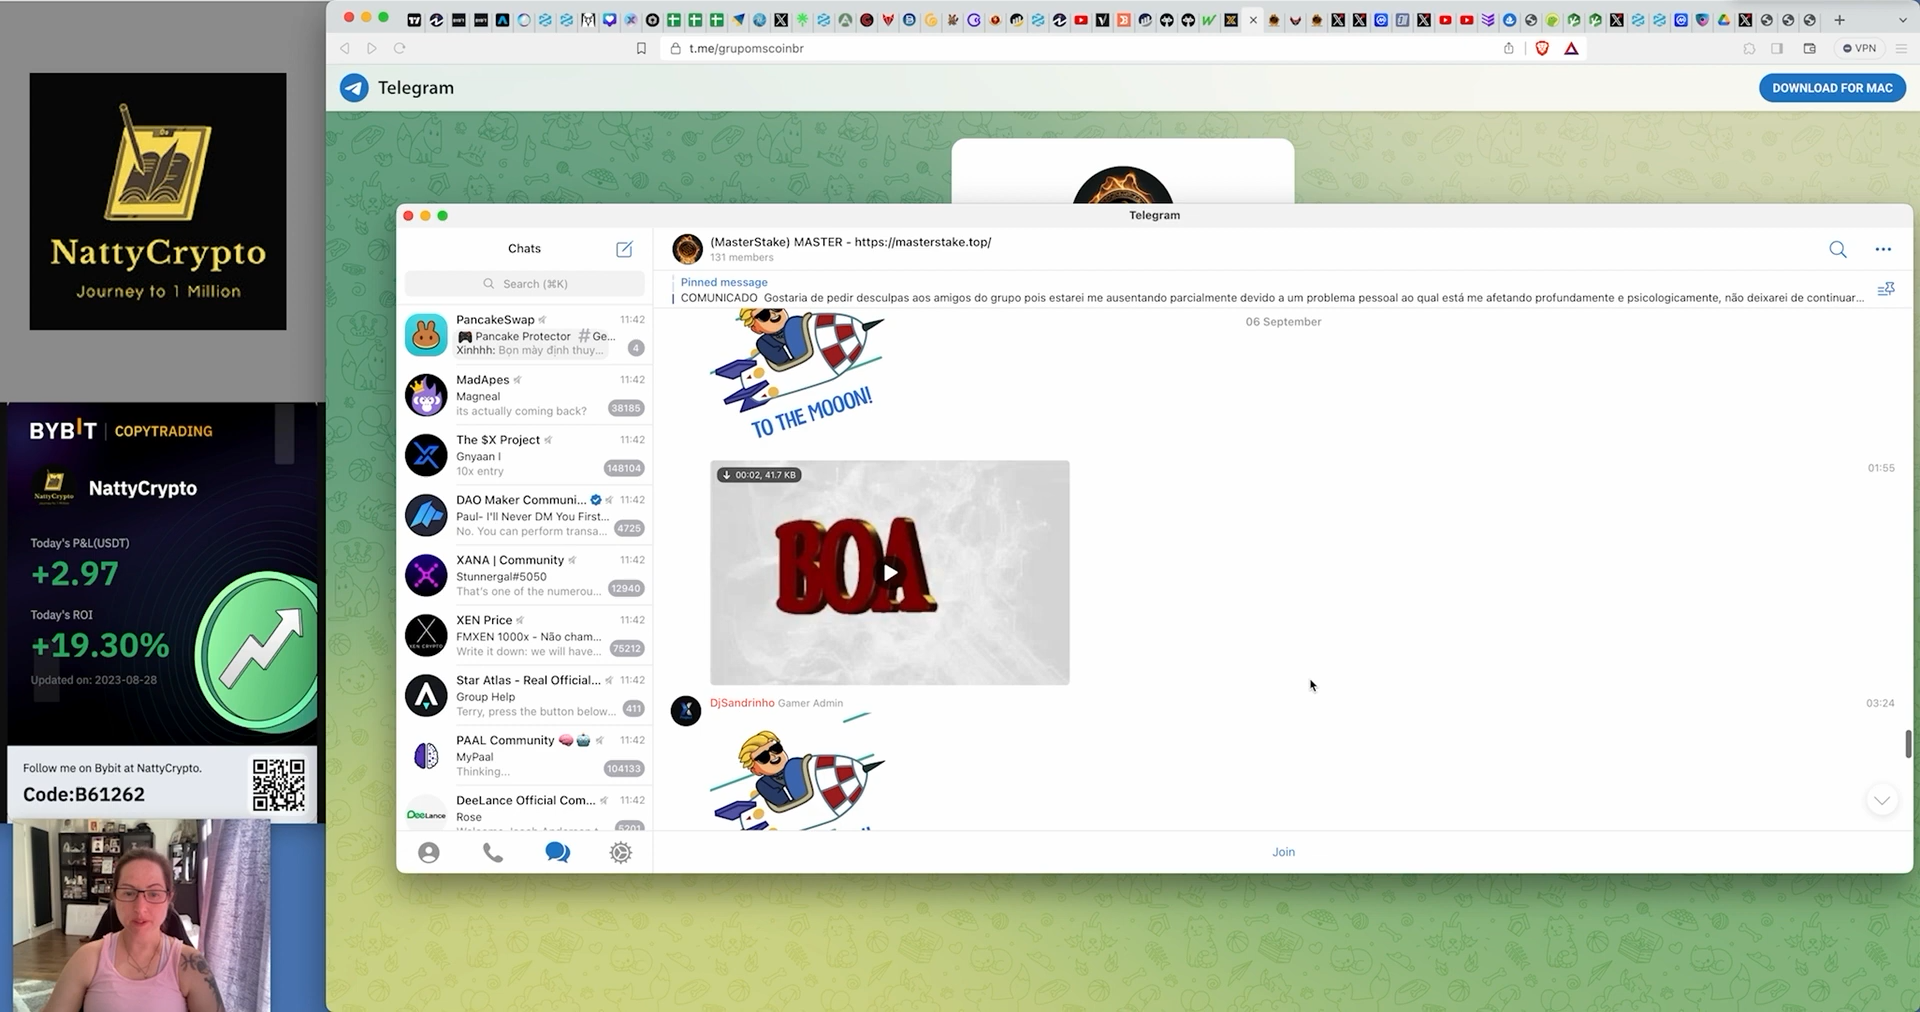 NattyCrypto
Journey to 1 Million
BYBIT | COPYTRADING
NattyCrypto
Today's P&L(USDT)
+2.97
Today's ROI
+19.30%
Updated on: 2023-08-28
Follow me on Bybit at NattyCrypto.
Code:B61262
t.me/grupomscoinbr
VPN
Telegram
DOWNLOAD FOR MAC
Telegram
Chats
Search (⌘K)
PancakeSwap 11:42
🎮 Pancake Protector # Ge...
Xinhhh: Bọn mày định thuy...
4
MadApes 11:42
Magneal
its actually coming back? 38185
The $X Project 11:42
Gnyaan I
10x entry 148104
DAO Maker Communi... 11:42
Paul- I'll Never DM You First...
No. You can perform transa... 4725
XANA | Community 11:42
Stunnergal#5050
That's one of the numerou... 12940
XEN Price 11:42
FMXEN 1000x - Não cham...
Write it down: we will have... 75212
Star Atlas - Real Official... 11:42
Group Help
Terry, press the button below... 411
PAAL Community 🧠🤖 11:42
MyPaal
Thinking... 104133
DeeLance Official Com... 11:42
Rose
(MasterStake) MASTER - https://masterstake.top/
131 members
Pinned message
COMUNICADO Gostaria de pedir desculpas aos amigos do grupo pois estarei me ausentando parcialmente devido a um problema pessoal ao qual está me afetando profundamente e psicologicamente, não deixarei de continuar...
06 September
TO THE MOOON!
00:02, 41.7 KB
01:55
BOA
DjSandrinho Gamer Admin
03:24
Join